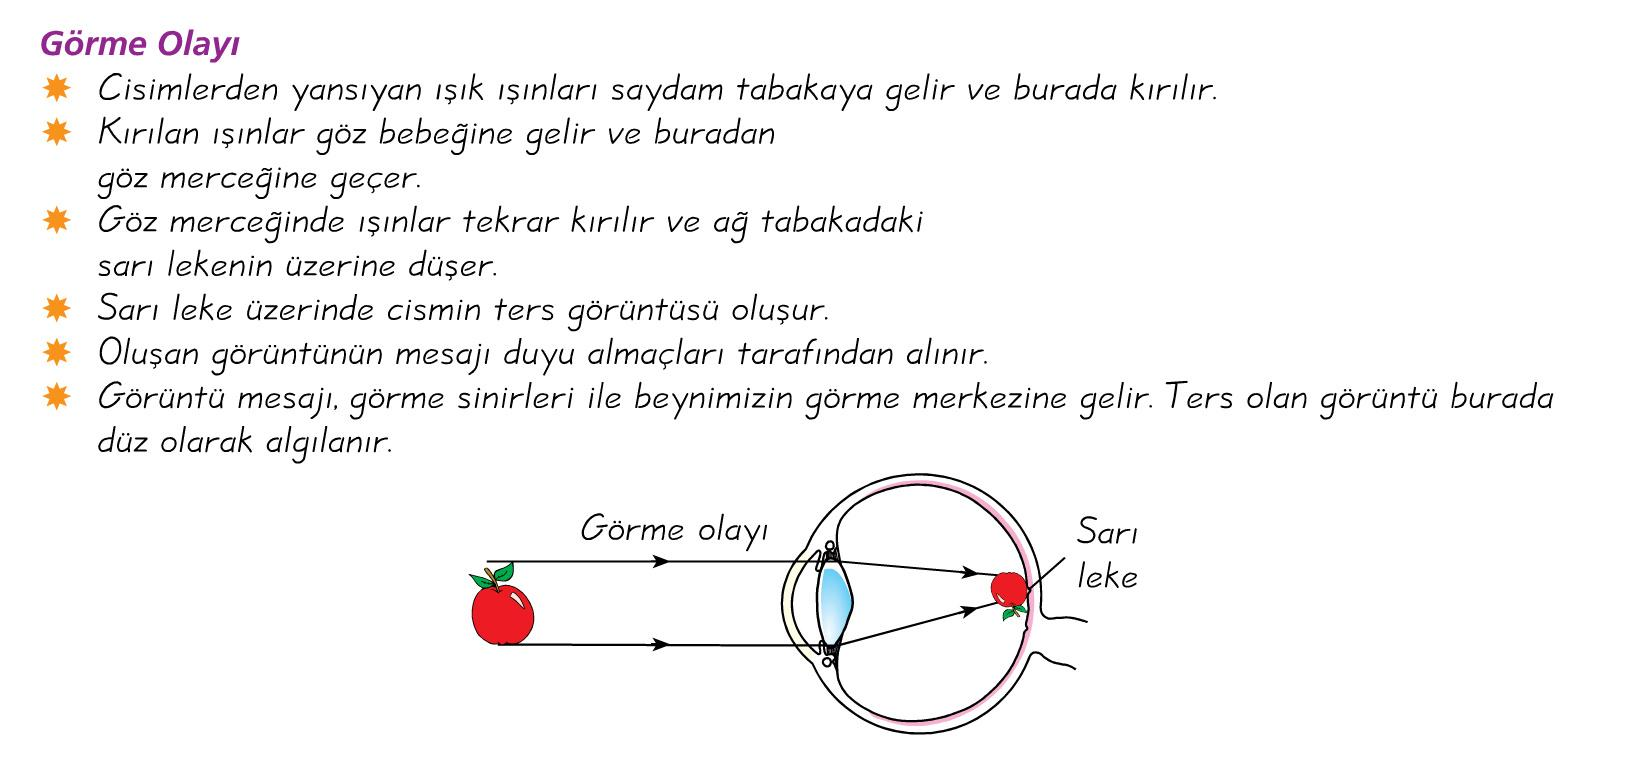 Görme Olayı
Cisimlerden yansıyan ışık ışınları saydam tabakaya gelir ve burada kırılır.
Kırılan ışınlar göz bebeğine gelir ve buradan
göz merceğine geçer.
Göz merceğinde ışınlar tekrar kırılır ve ağ tabakadaki
sarı lekenin üzerine düşer.
Sarı leke üzerinde cismin ters görüntüsü oluşur.
Oluşan görüntünün mesajı duyu almaçları tarafından alınır.
Görüntü mesajı, görme sinirleri ile beynimizin görme merkezine gelir. Ters olan görüntü burada
düz olarak algılanır.
Görme olayı
Sarı
leke